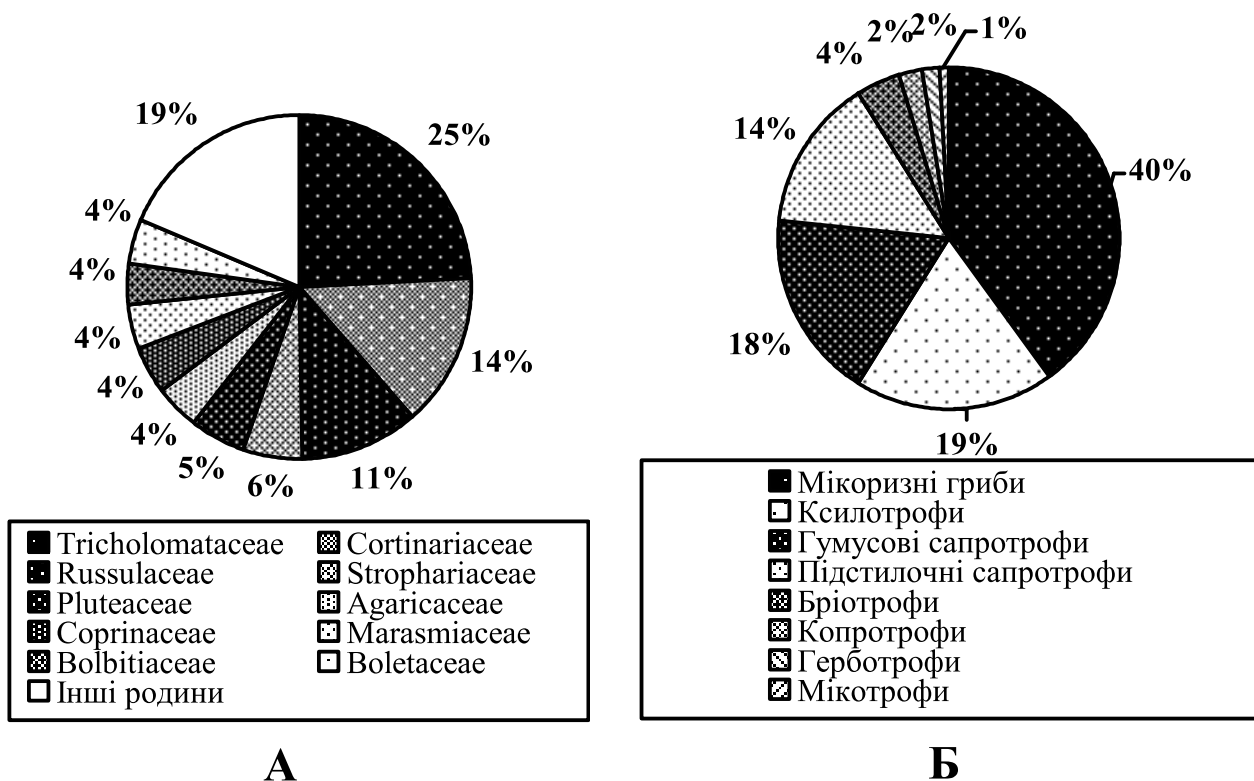 19%
25%
14%
11%
6%
5%
4%
4%
4%
4%
4%
Tricholomataceae
Cortinariaceae
Russulaceae
Strophariaceae
Pluteaceae
Agaricaceae
Coprinaceae
Marasmiaceae
Bolbitiaceae
Boletaceae
Інші родини
А
4%
2%
2%
1%
40%
14%
18%
19%
Мікоризні гриби
Ксилотрофи
Гумусові сапротрофи
Підстилочні сапротрофи
Бріотрофи
Копротрофи
Герботрофи
Мікотрофи
Б